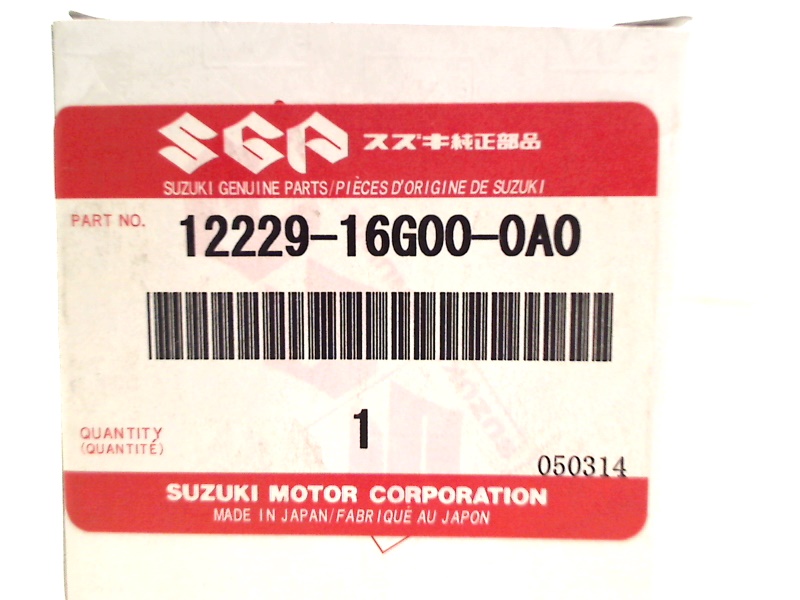 SGP スズキ純正部品
SUZUKI GENUINE PARTS/PIÈCES D'ORIGINE DE SUZUKI
PART NO. 12229-16G00-0A0
QUANTITY 1
(QUANTITÉ)
050314
SUZUKI MOTOR CORPORATION
MADE IN JAPAN/FABRIQUÉ AU JAPON